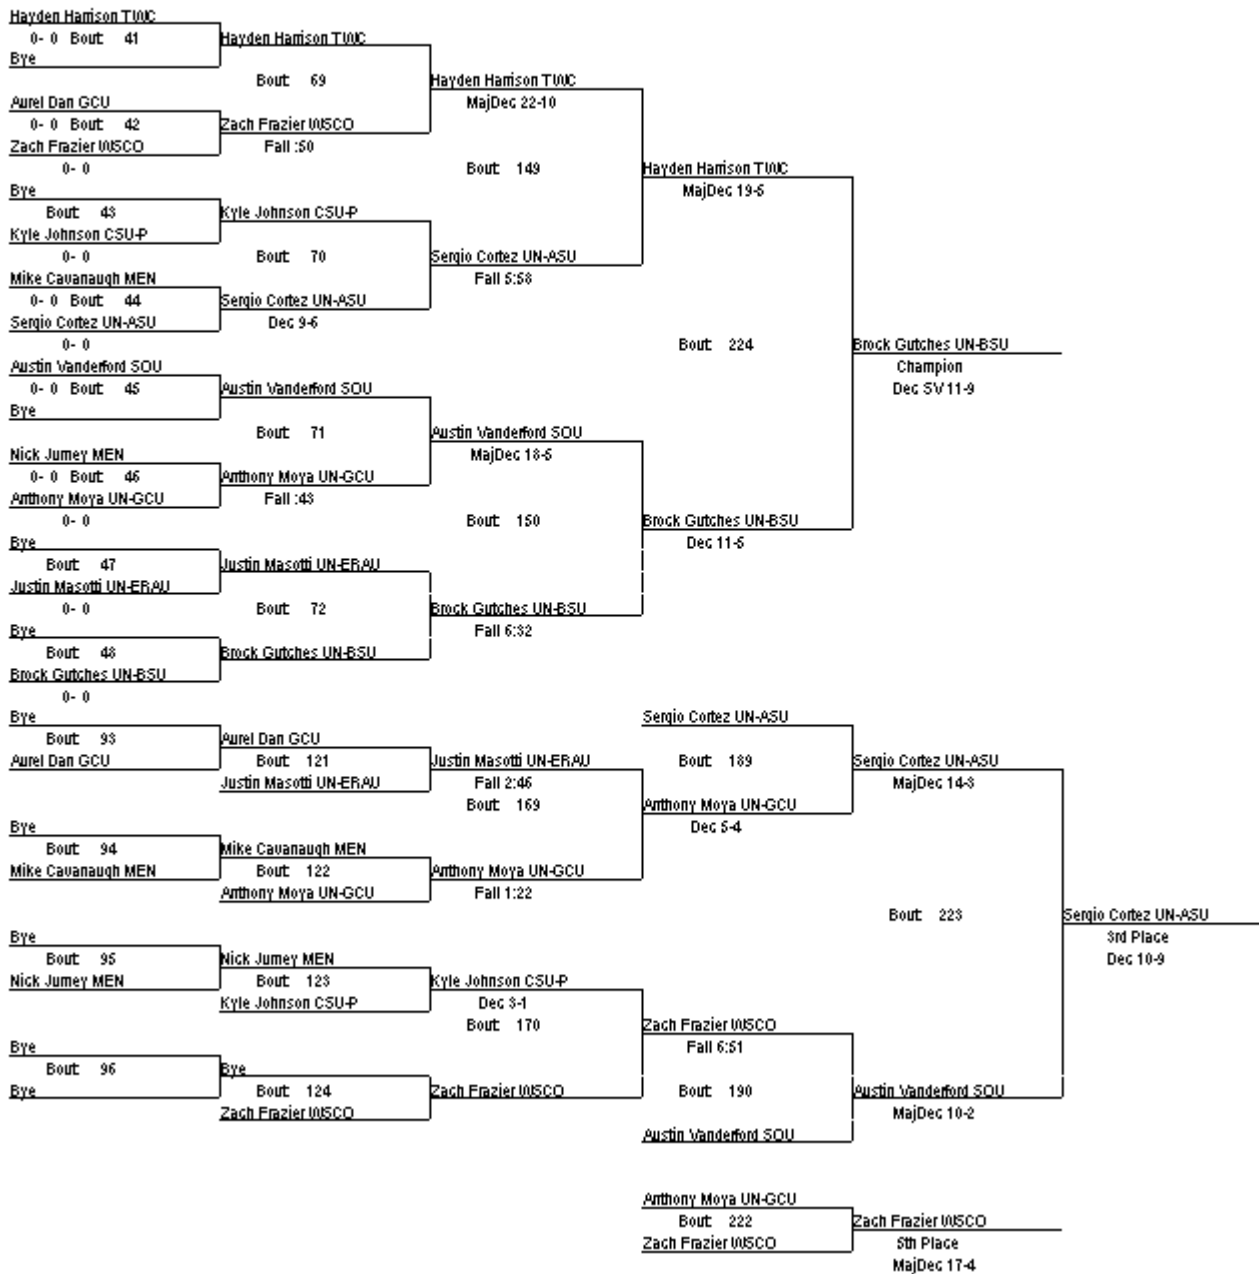 Hayden Harrison TWC
0- 0 Bout 41
Bye
Hayden Harrison TWC
Bout 69
Aurel Dan GCU
0- 0 Bout 42
Zach Frazier WSCO
0- 0
Zach Frazier WSCO
Fall :50
Hayden Harrison TWC
MajDec 22-10
Bout 149
Bye
Bout 43
Kyle Johnson CSU-P
0- 0
Kyle Johnson CSU-P
Bout 70
Mike Cavanaugh MEN
0- 0 Bout 44
Sergio Cortez UN-ASU
0- 0
Sergio Cortez UN-ASU
Dec 9-6
Sergio Cortez UN-ASU
Fall 5:58
Hayden Harrison TWC
MajDec 19-5
Bout 224
Austin Vanderford SOU
0- 0 Bout 45
Bye
Austin Vanderford SOU
Bout 71
Nick Jurney MEN
0- 0 Bout 46
Anthony Moya UN-GCU
0- 0
Anthony Moya UN-GCU
Fall :43
Austin Vanderford SOU
MajDec 18-5
Bout 150
Bye
Bout 47
Justin Masotti UN-ERAU
0- 0
Justin Masotti UN-ERAU
Bout 72
Bye
Bout 48
Brock Gutches UN-BSU
0- 0
Brock Gutches UN-BSU
Brock Gutches UN-BSU
Fall 6:32
Brock Gutches UN-BSU
Dec 11-5
Brock Gutches UN-BSU
Champion
Dec SV 11-9
Bye
Bout 93
Aurel Dan GCU
Aurel Dan GCU
Bout 121
Justin Masotti UN-ERAU
Justin Masotti UN-ERAU
Fall 2:46
Bout 169
Bye
Bout 94
Mike Cavanaugh MEN
Mike Cavanaugh MEN
Bout 122
Anthony Moya UN-GCU
Anthony Moya UN-GCU
Fall 1:22
Sergio Cortez UN-ASU
Bout 189
Anthony Moya UN-GCU
Dec 5-4
Sergio Cortez UN-ASU
MajDec 14-3
Bout 223
Bye
Bout 95
Nick Jurney MEN
Nick Jurney MEN
Bout 123
Kyle Johnson CSU-P
Kyle Johnson CSU-P
Dec 3-1
Bout 170
Bye
Bout 96
Bye
Bye
Bout 124
Zach Frazier WSCO
Zach Frazier WSCO
Zach Frazier WSCO
Fall 6:51
Bout 190
Austin Vanderford SOU
Austin Vanderford SOU
MajDec 10-2
Sergio Cortez UN-ASU
3rd Place
Dec 10-9
Anthony Moya UN-GCU
Bout 222
Zach Frazier WSCO
Zach Frazier WSCO
5th Place
MajDec 17-4